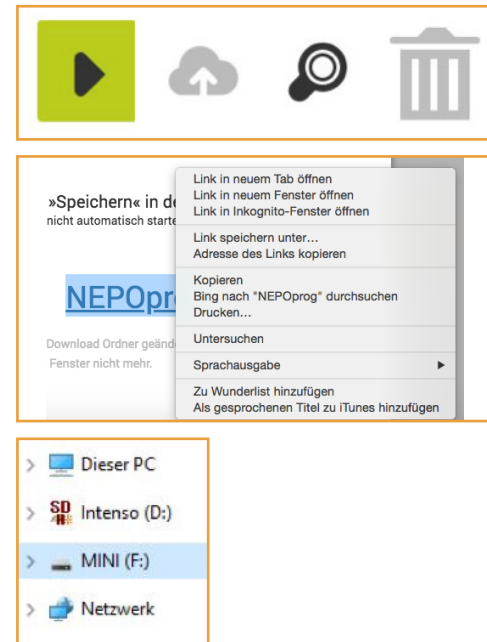 »Speichern« in de
nicht automatisch starte
NEPOpro
Download Ordner geände
Fenster nicht mehr.
Link in neuem Tab öffnen
Link in neuem Fenster öffnen
Link in Inkognito-Fenster öffnen
Link speichern unter...
Adresse des Links kopieren
Kopieren
Bing nach "NEPOprog" durchsuchen
Drucken...
Untersuchen
Sprachausgabe
Zu Wunderlist hinzufügen
Als gesprochenen Titel zu iTunes hinzufügen
Dieser PC
SD
Intenso (D:)
MINI (F:)
Netzwerk